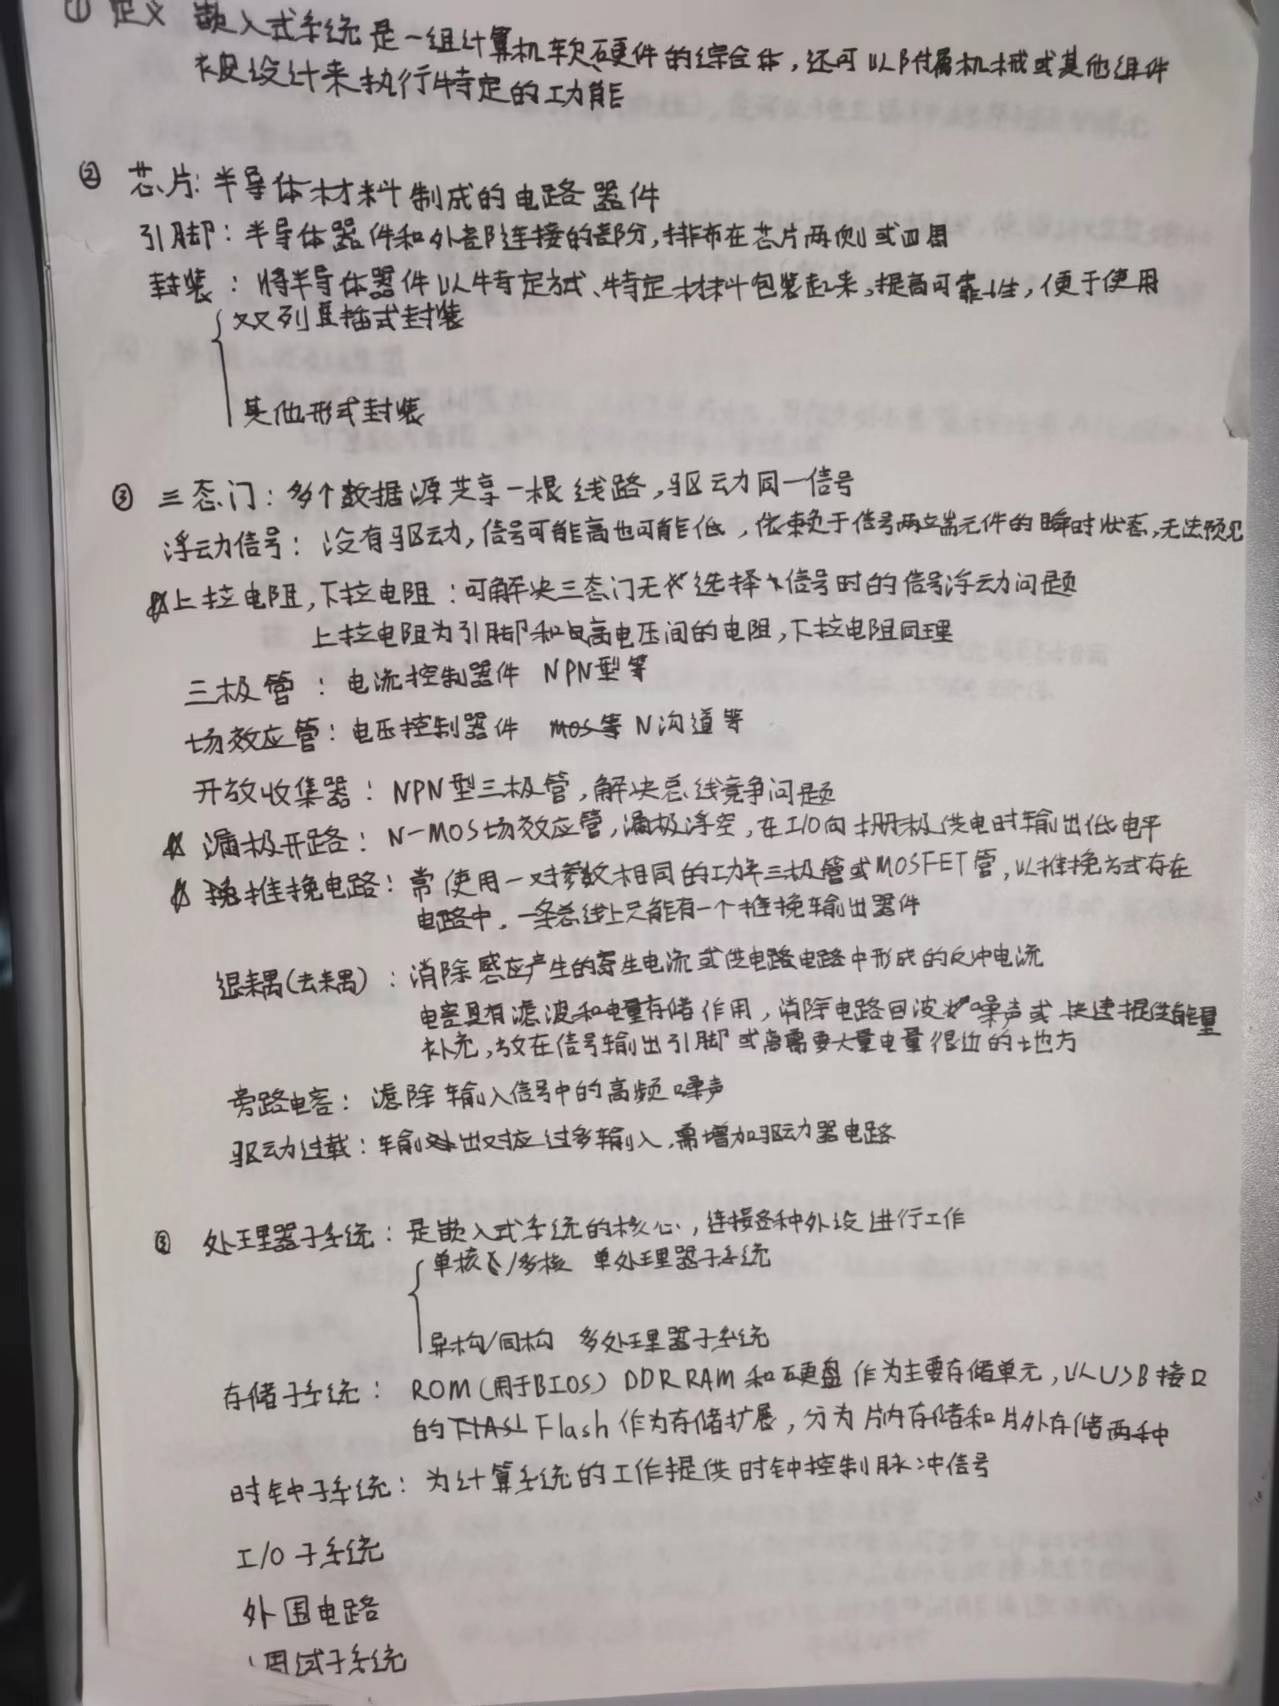 ① 定义 嵌入式系统是一组计算机软硬件的综合体，还可以附属机械或其他组件
被设计来执行特定的功能
② 芯片：半导体材料制成的电路器件
引脚：半导体器件和外部连接的部分，排布在芯片两侧或四周
封装：将半导体器件以特定方式、特定材料包装起来，提高可靠性，便于使用
双列直插式封装
其他形式封装
③ 三态门：多个数据源共享一根线路，驱动同一信号
浮动信号：没有驱动，信号可能高也可能低，依赖于信号两端元件的瞬时状态，无法预见
上拉电阻，下拉电阻：可解决三态门无选择信号时的信号浮动问题
上拉电阻为引脚和高电压间的电阻，下拉电阻同理
三极管：电流控制器件 NPN型等
场效应管：电压控制器件 MOS等 N沟道等
开放收集器：NPN型三极管，解决总线竞争问题
漏极开路：N-MOS场效应管，漏极浮空，在I/O向栅极供电时输出低电平
推挽电路：常使用一对参数相同的功率三极管或MOSFET管，以推挽方式存在
电路中，一条总线上只能有一个推挽输出器件
退耦(去耦)：消除感应产生的寄生电流或供电路电路中形成的反冲电流
电容具有滤波和电量存储作用，消除电路回波噪声或快速提供能量
补充，放在信号输出引脚或离需要大量电量很近的地方
旁路电容：滤除输入信号中的高频噪声
驱动过载：输出对应过多输入，需增加驱动器电路
③ 处理器子系统：是嵌入式系统的核心，连接各种外设进行工作
单核/多核 单处理器子系统
异构/同构 多处理器子系统
存储子系统：ROM(用于BIOS) DDR RAM 和硬盘作为主要存储单元，以USB接口
的 Flash 作为存储扩展，分为片内存储和片外存储两种
时钟子系统：为计算系统的工作提供时钟控制脉冲信号
I/O子系统
外围电路
调试子系统